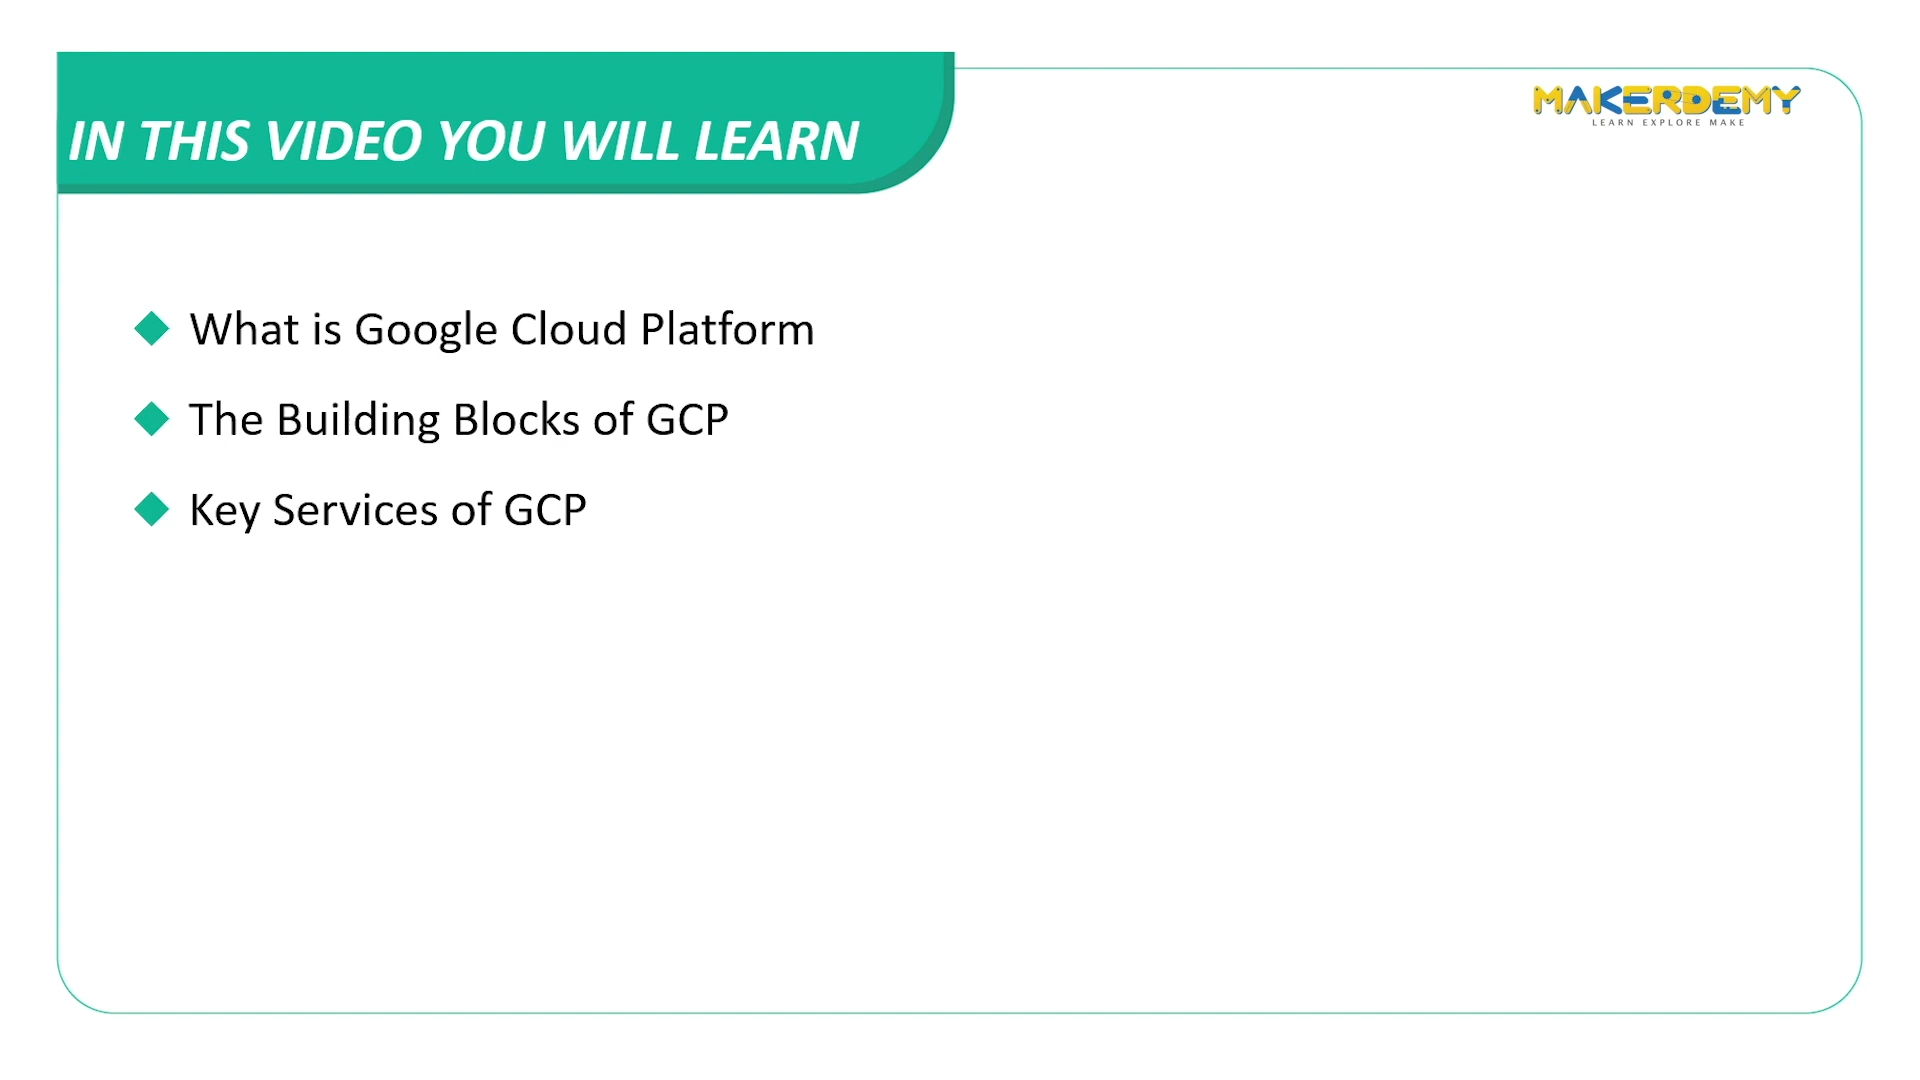 IN THIS VIDEO YOU WILL LEARN
MAKERDEMY
LEARN EXPLORE MAKE
What is Google Cloud Platform
The Building Blocks of GCP
Key Services of GCP